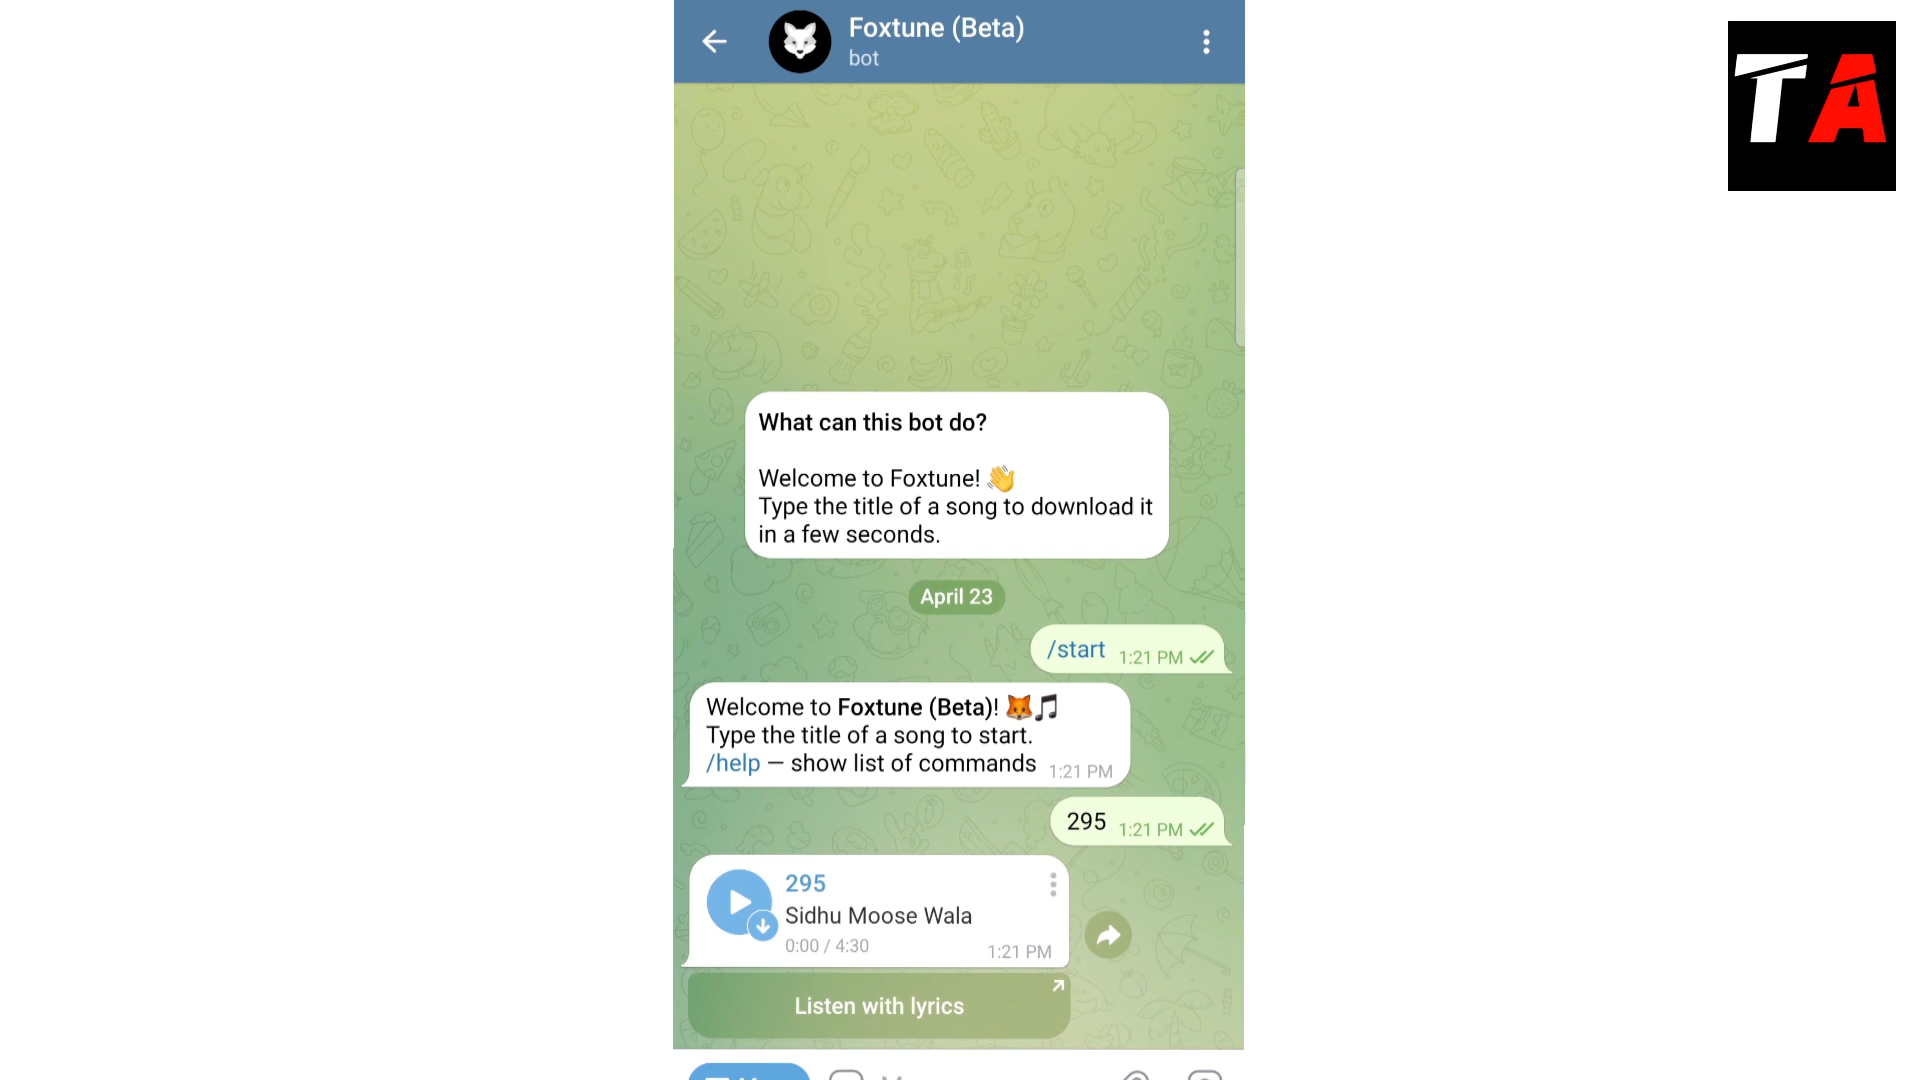 Foxtune (Beta)
bot
TA
What can this bot do?
Welcome to Foxtune! 👋
Type the title of a song to download it
in a few seconds.
April 23
/start 1:21 PM
Welcome to Foxtune (Beta)! 🦊🎵
Type the title of a song to start.
/help — show list of commands 1:21 PM
295 1:21 PM
295
Sidhu Moose Wala
0:00 / 4:30 1:21 PM
Listen with lyrics